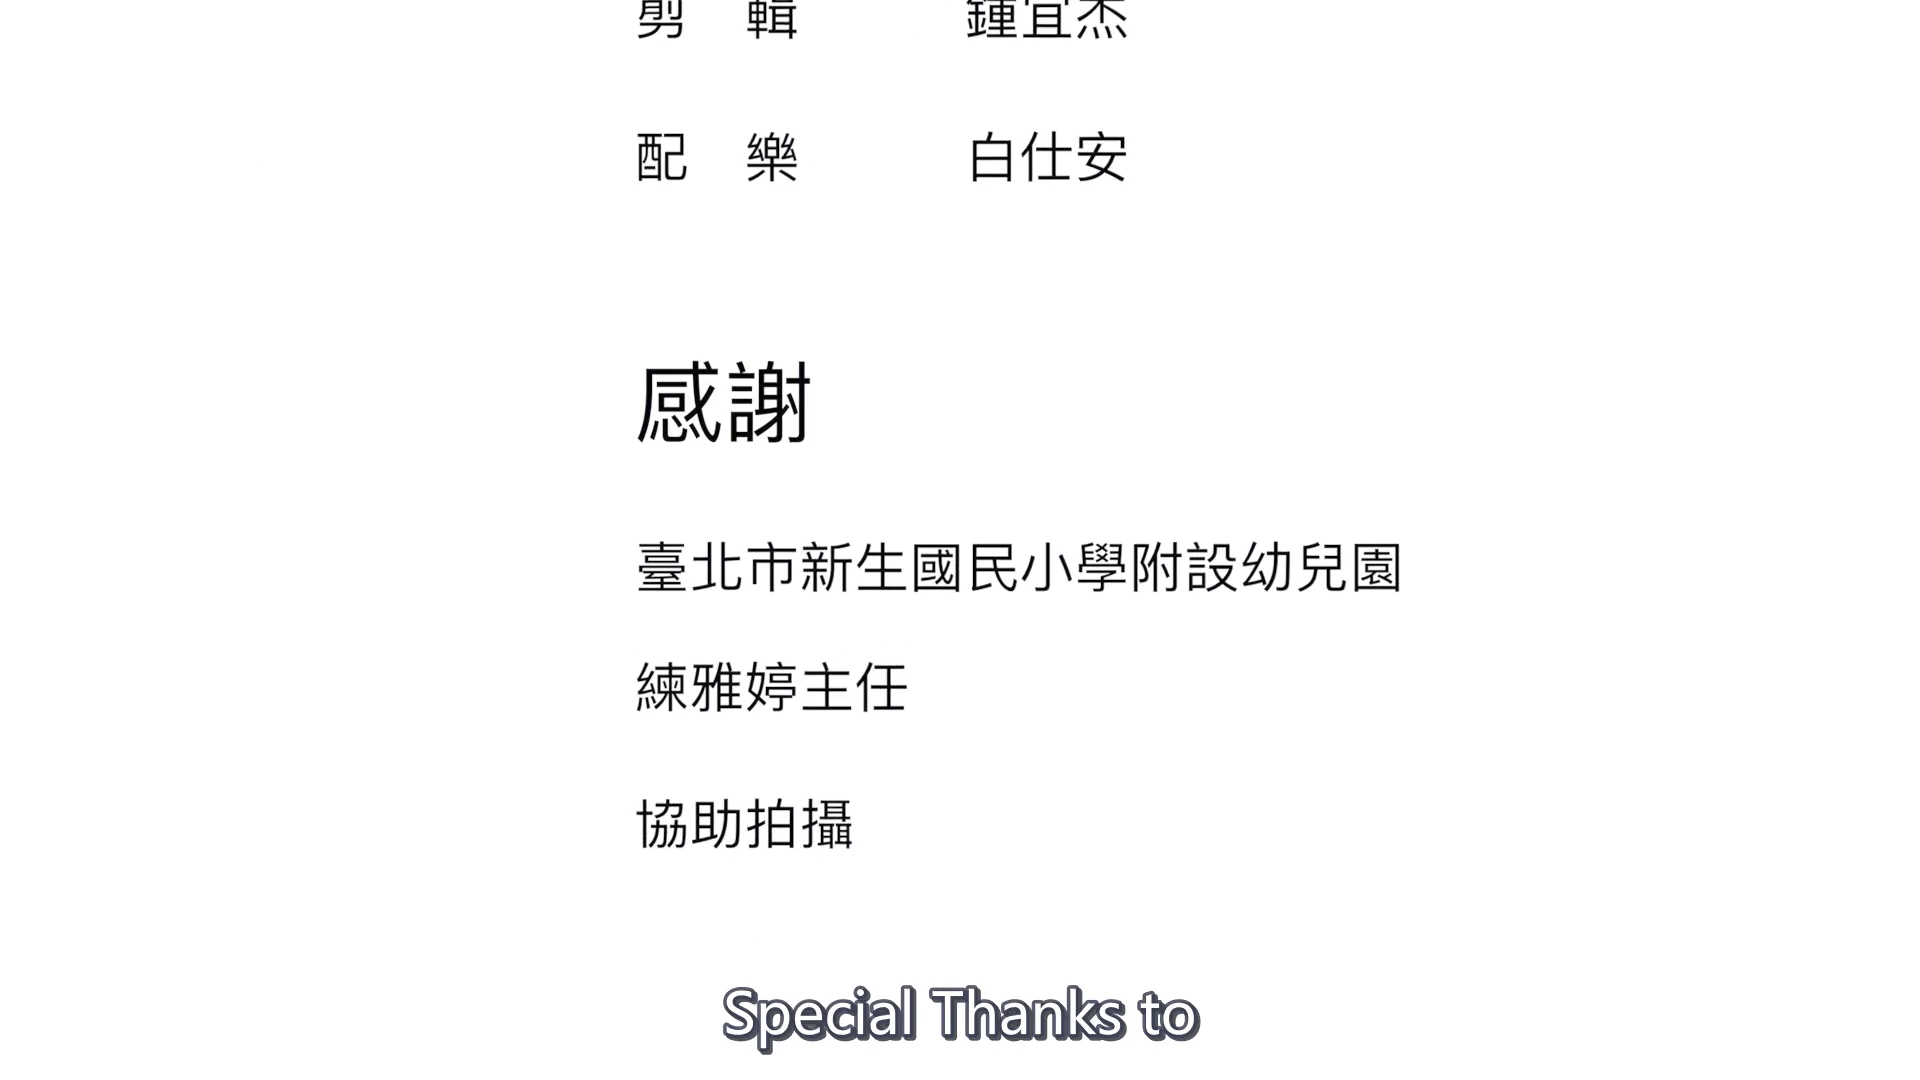 剪 輯 鍾宜杰
配 樂 白仕安
感謝
臺北市新生國民小學附設幼兒園
練雅婷主任
協助拍攝
Special Thanks to